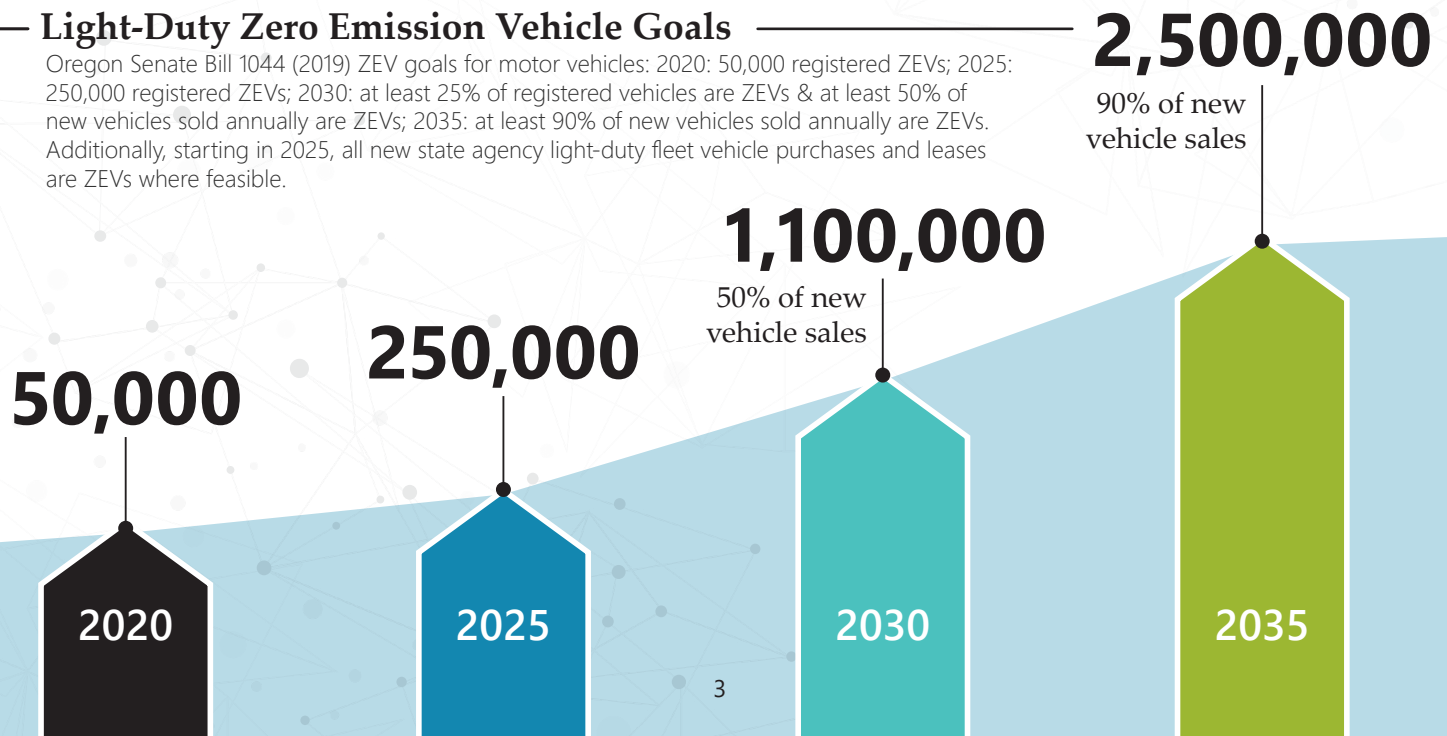 Light-Duty Zero Emission Vehicle Goals
Oregon Senate Bill 1044 (2019) ZEV goals for motor vehicles: 2020: 50,000 registered ZEVs; 2025:
250,000 registered ZEVs; 2030: at least 25% of registered vehicles are ZEVs & at least 50% of
new vehicles sold annually are ZEVs; 2035: at least 90% of new vehicles sold annually are ZEVs.
Additionally, starting in 2025, all new state agency light-duty fleet vehicle purchases and leases
are ZEVs where feasible.
50,000
2020
250,000
2025
1,100,000
50% of new
vehicle sales
2030
2,500,000
90% of new
vehicle sales
2035
3